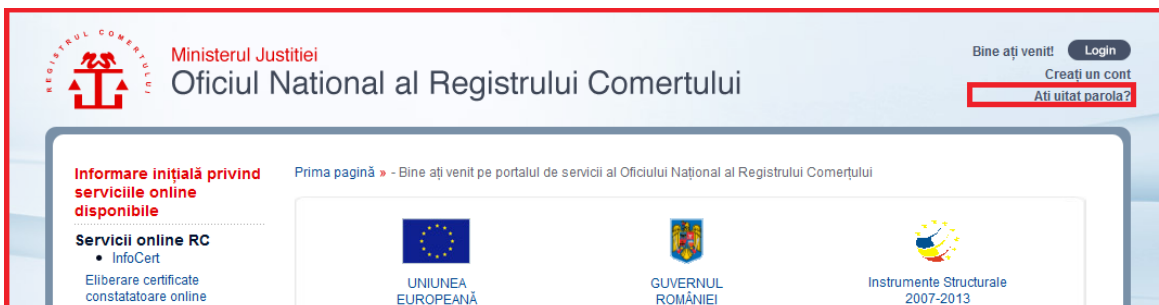 REGISTRUL COMERTULUI
Ministerul Justitiei
Oficiul National al Registrului Comertului
Bine ați venit! Login
Creați un cont
Ati uitat parola?
Informare inițială privind
serviciile online
disponibile
Servicii online RC
• InfoCert
Eliberare certificate
constatatoare online
Prima pagină » - Bine ați venit pe portalul de servicii al Oficiului Național al Registrului Comerțului
UNIUNEA
EUROPEANĂ
GUVERNUL
ROMÂNIEI
Instrumente Structurale
2007-2013